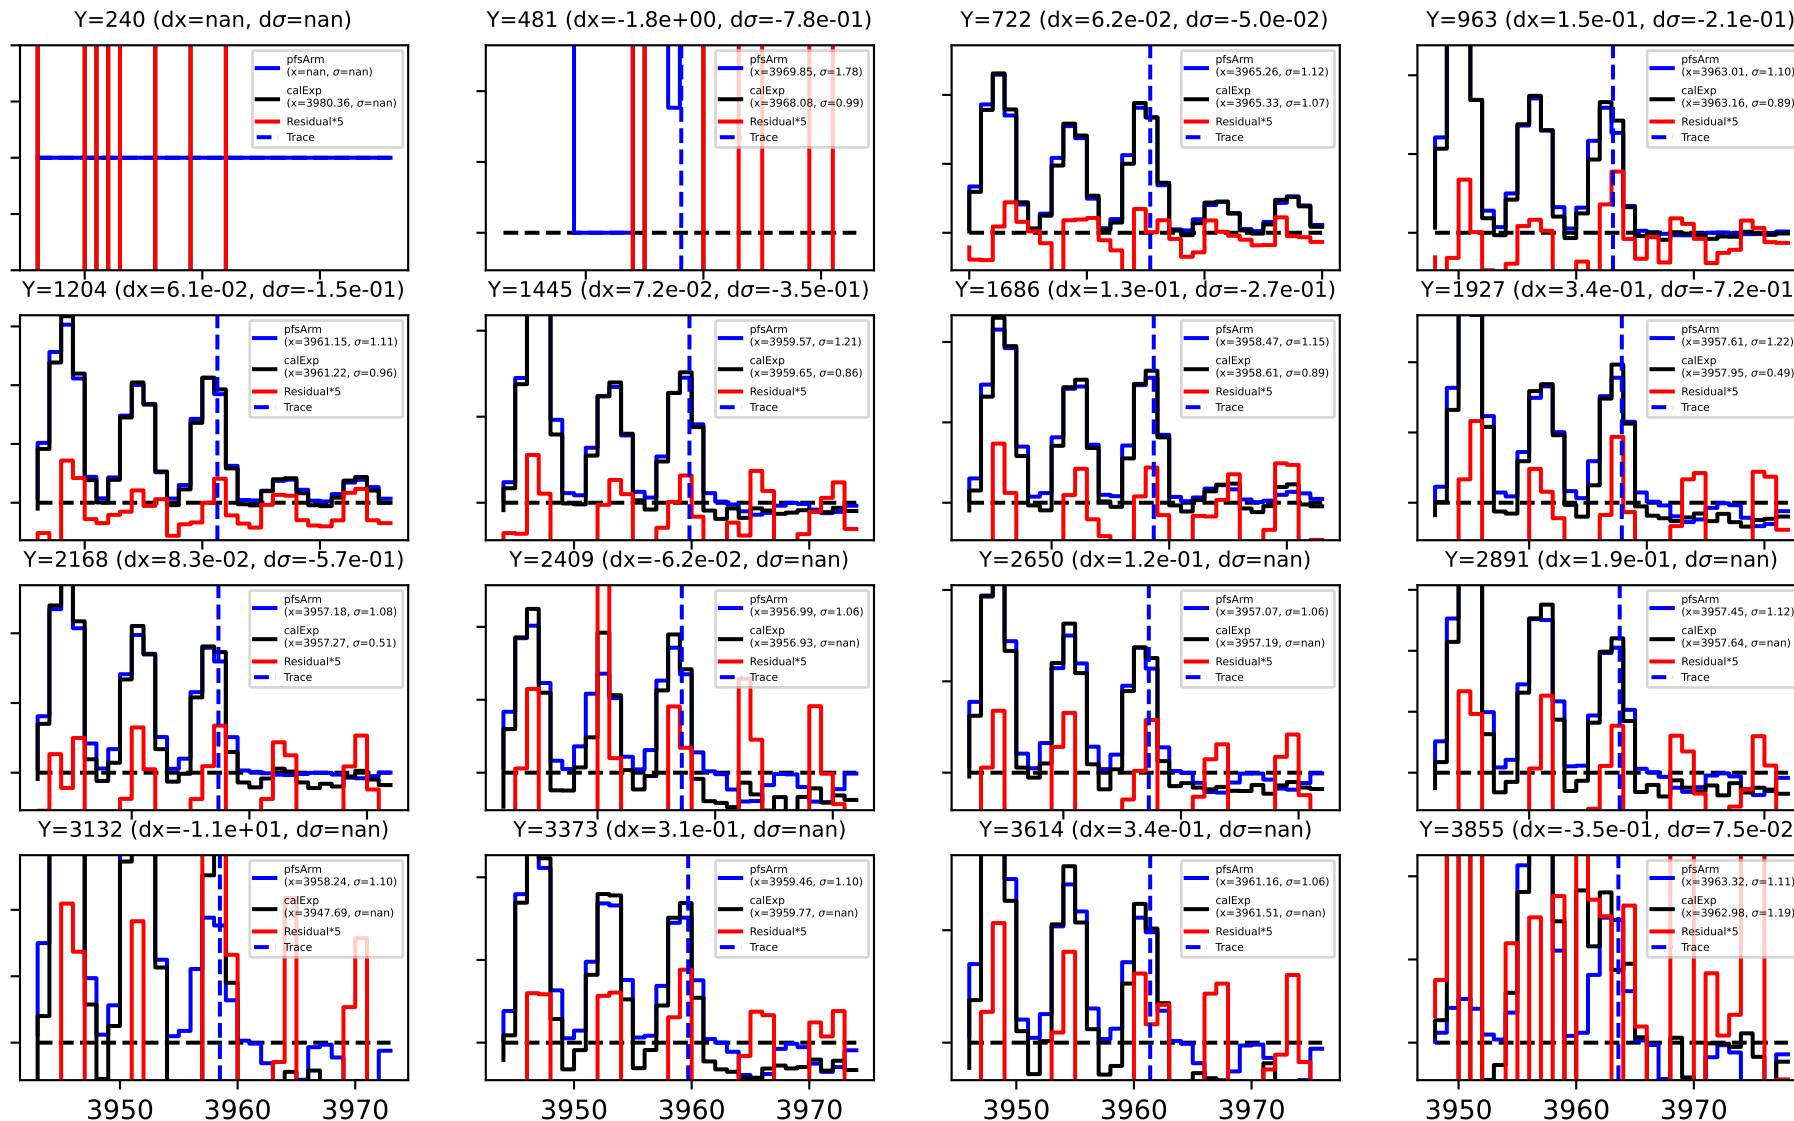 Y=240 (dx=nan, dσ=nan)
pfsArm
(x=nan, σ=nan)
calExp
(x=3980.36, σ=nan)
Residual*5
Trace
Y=481 (dx=-1.8e+00, dσ=-7.8e-01)
pfsArm
(x=3969.85, σ=1.78)
calExp
(x=3968.08, σ=0.99)
Residual*5
Trace
Y=722 (dx=6.2e-02, dσ=-5.0e-02)
pfsArm
(x=3965.26, σ=1.12)
calExp
(x=3965.33, σ=1.07)
Residual*5
Trace
Y=963 (dx=1.5e-01, dσ=-2.1e-01)
pfsArm
(x=3963.01, σ=1.10)
calExp
(x=3963.16, σ=0.89)
Residual*5
Trace
Y=1204 (dx=6.1e-02, dσ=-1.5e-01)
pfsArm
(x=3961.15, σ=1.11)
calExp
(x=3961.22, σ=0.96)
Residual*5
Trace
Y=1445 (dx=7.2e-02, dσ=-3.5e-01)
pfsArm
(x=3959.57, σ=1.21)
calExp
(x=3959.65, σ=0.86)
Residual*5
Trace
Y=1686 (dx=1.3e-01, dσ=-2.7e-01)
pfsArm
(x=3958.47, σ=1.15)
calExp
(x=3958.61, σ=0.89)
Residual*5
Trace
Y=1927 (dx=3.4e-01, dσ=-7.2e-01
pfsArm
(x=3957.61, σ=1.22)
calExp
(x=3957.95, σ=0.49)
Residual*5
Trace
Y=2168 (dx=8.3e-02, dσ=-5.7e-01)
pfsArm
(x=3957.18, σ=1.08)
calExp
(x=3957.27, σ=0.51)
Residual*5
Trace
Y=2409 (dx=-6.2e-02, dσ=nan)
pfsArm
(x=3956.99, σ=1.06)
calExp
(x=3956.93, σ=nan)
Residual*5
Trace
Y=2650 (dx=1.2e-01, dσ=nan)
pfsArm
(x=3957.07, σ=1.06)
calExp
(x=3957.19, σ=nan)
Residual*5
Trace
Y=2891 (dx=1.9e-01, dσ=nan)
pfsArm
(x=3957.45, σ=1.12)
calExp
(x=3957.64, σ=nan)
Residual*5
Trace
Y=3132 (dx=-1.1e+01, dσ=nan)
pfsArm
(x=3958.24, σ=1.10)
calExp
(x=3947.69, σ=nan)
Residual*5
Trace
Y=3373 (dx=3.1e-01, dσ=nan)
pfsArm
(x=3959.46, σ=1.10)
calExp
(x=3959.77, σ=nan)
Residual*5
Trace
Y=3614 (dx=3.4e-01, dσ=nan)
pfsArm
(x=3961.16, σ=1.06)
calExp
(x=3961.51, σ=nan)
Residual*5
Trace
Y=3855 (dx=-3.5e-01, dσ=7.5e-02
pfsArm
(x=3963.32, σ=1.11)
calExp
(x=3962.98, σ=1.19)
Residual*5
Trace
3950 3960 3970
3950 3960 3970
3950 3960 3970
3950 3960 3970